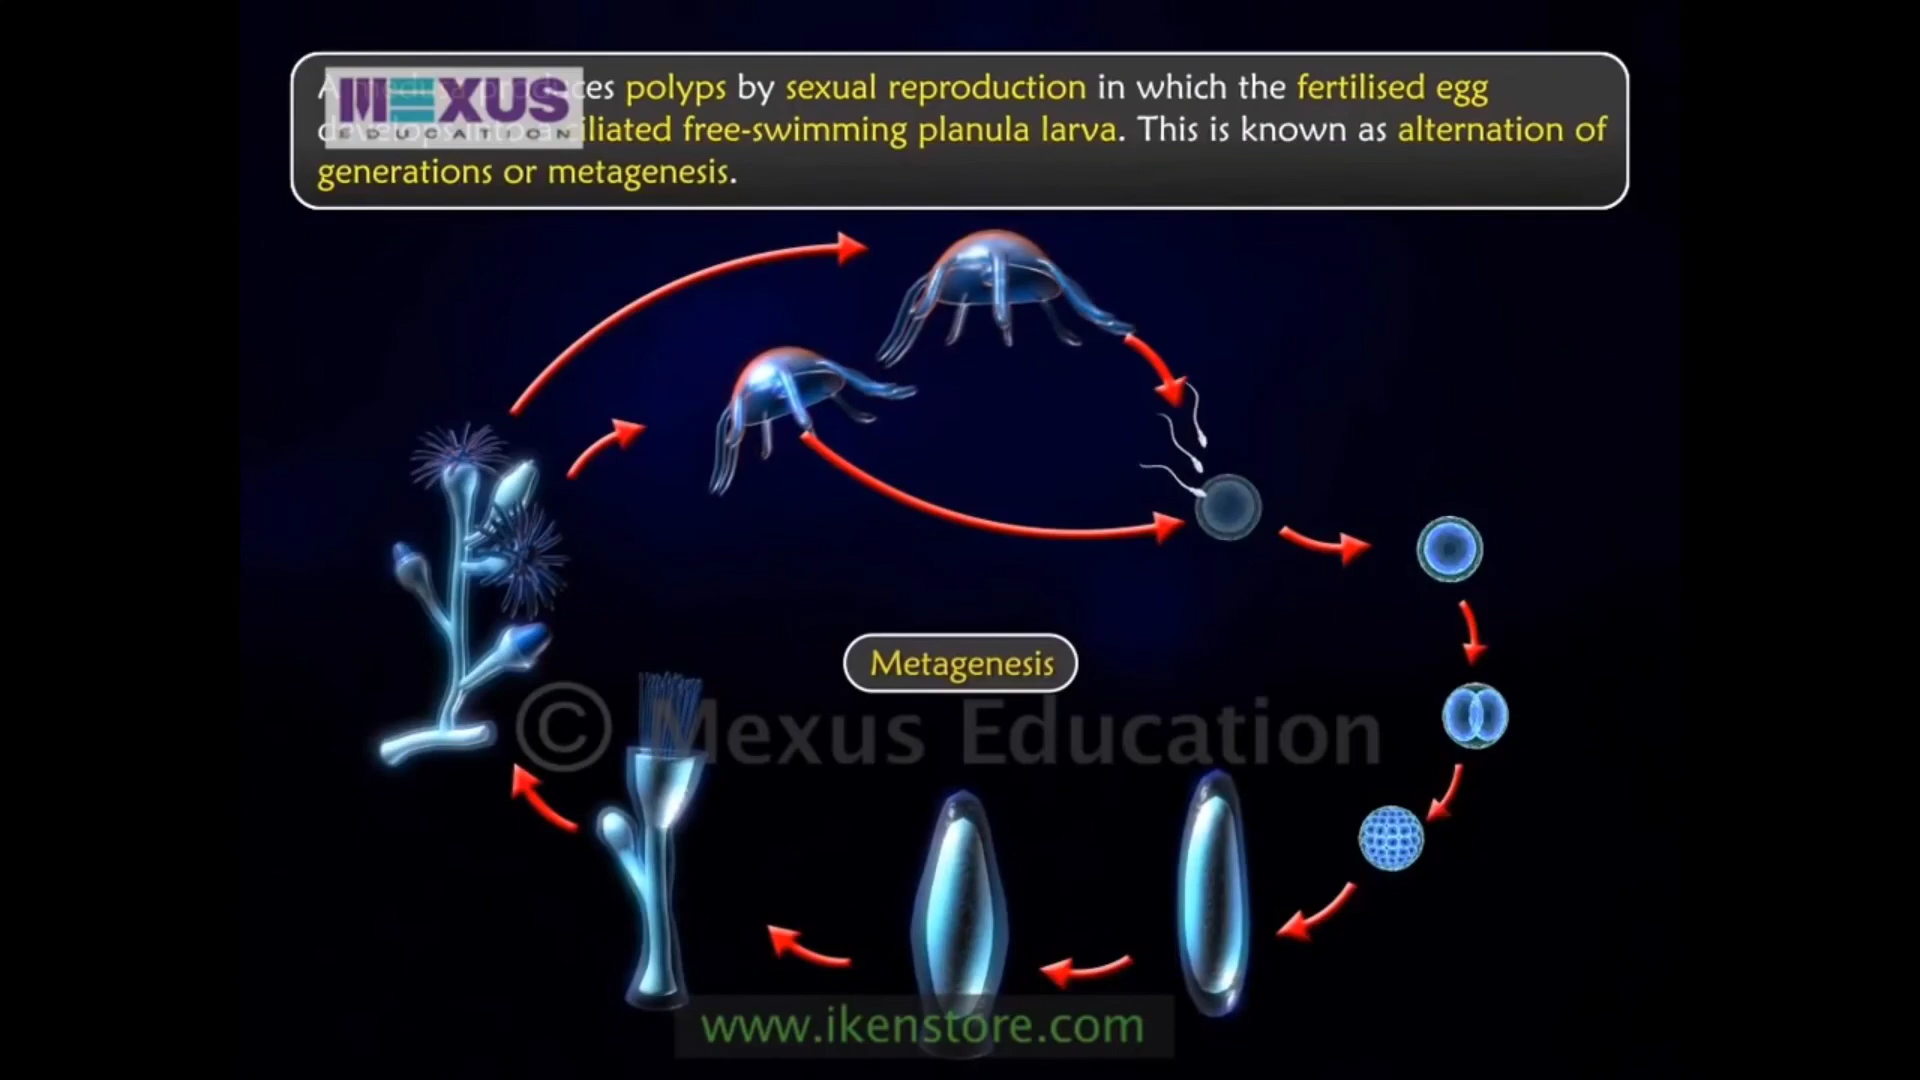 MEXUS
EDUCATION
ces polyps by sexual reproduction in which the fertilised egg
iliated free-swimming planula larva. This is known as alternation of
generations or metagenesis.
Metagenesis
© Mexus Education
www.ikenstore.com